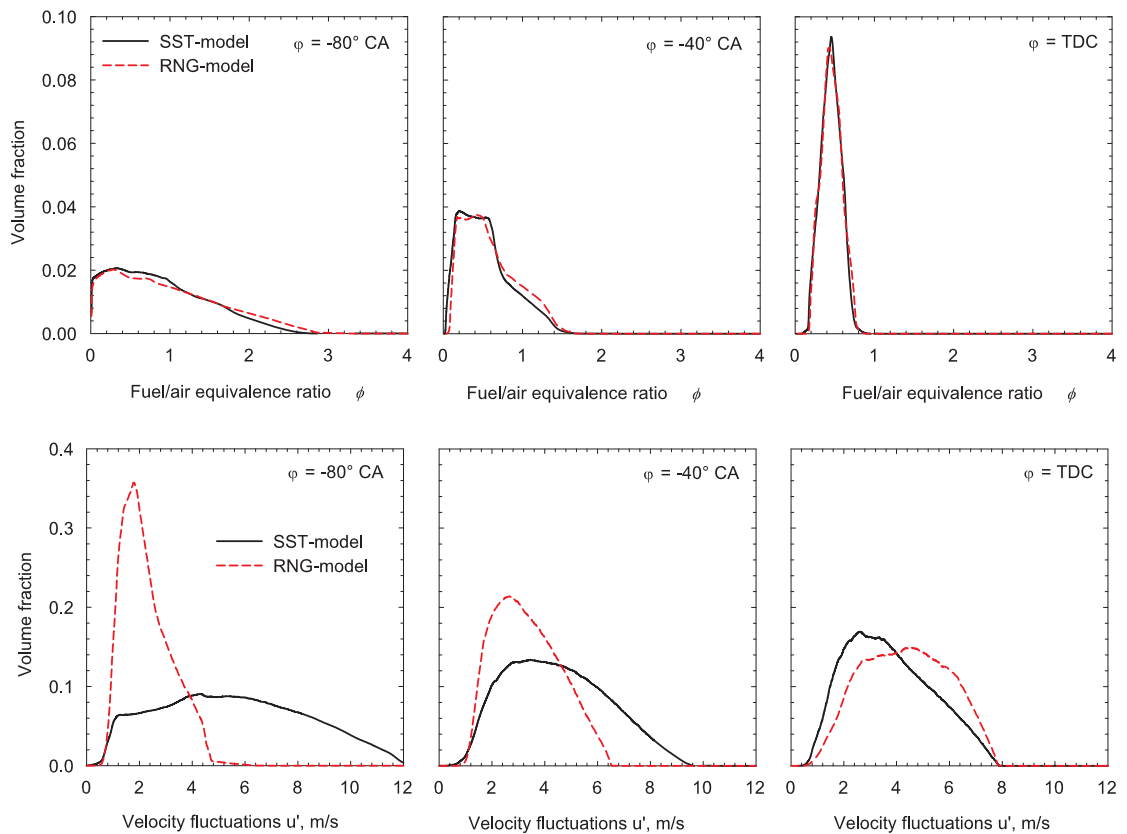 0.10
0.08
0.06
0.04
0.02
0.00
Volume fraction
SST-model
RNG-model
φ = -80° CA
φ = -40° CA
φ = TDC
0 1 2 3 4
0 1 2 3 4
0 1 2 3 4
Fuel/air equivalence ratio ϕ
Fuel/air equivalence ratio ϕ
Fuel/air equivalence ratio ϕ
0.4
0.3
0.2
0.1
0.0
Volume fraction
φ = -80° CA
SST-model
RNG-model
φ = -40° CA
φ = TDC
0 2 4 6 8 10 12
0 2 4 6 8 10 12
0 2 4 6 8 10 12
Velocity fluctuations u', m/s
Velocity fluctuations u', m/s
Velocity fluctuations u', m/s